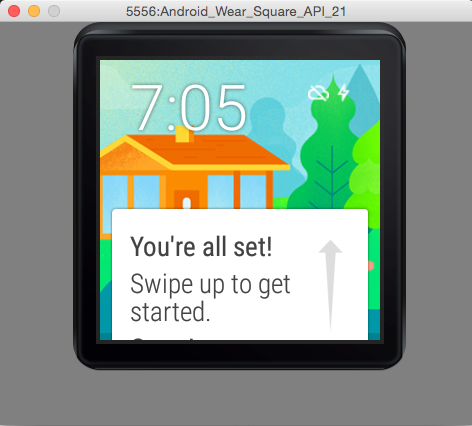 5556:Android_Wear_Square_API_21
7:05
You're all set!
Swipe up to get
started.